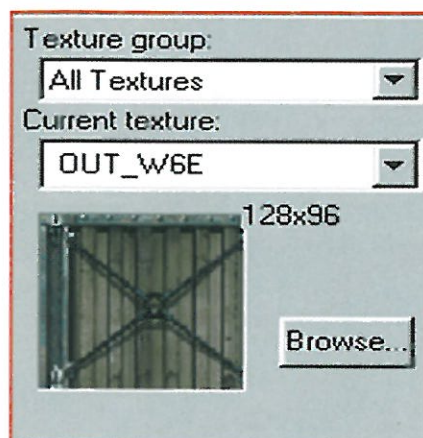 Texture group:
All Textures
Current texture:
OUT_W6E
128x96
Browse...